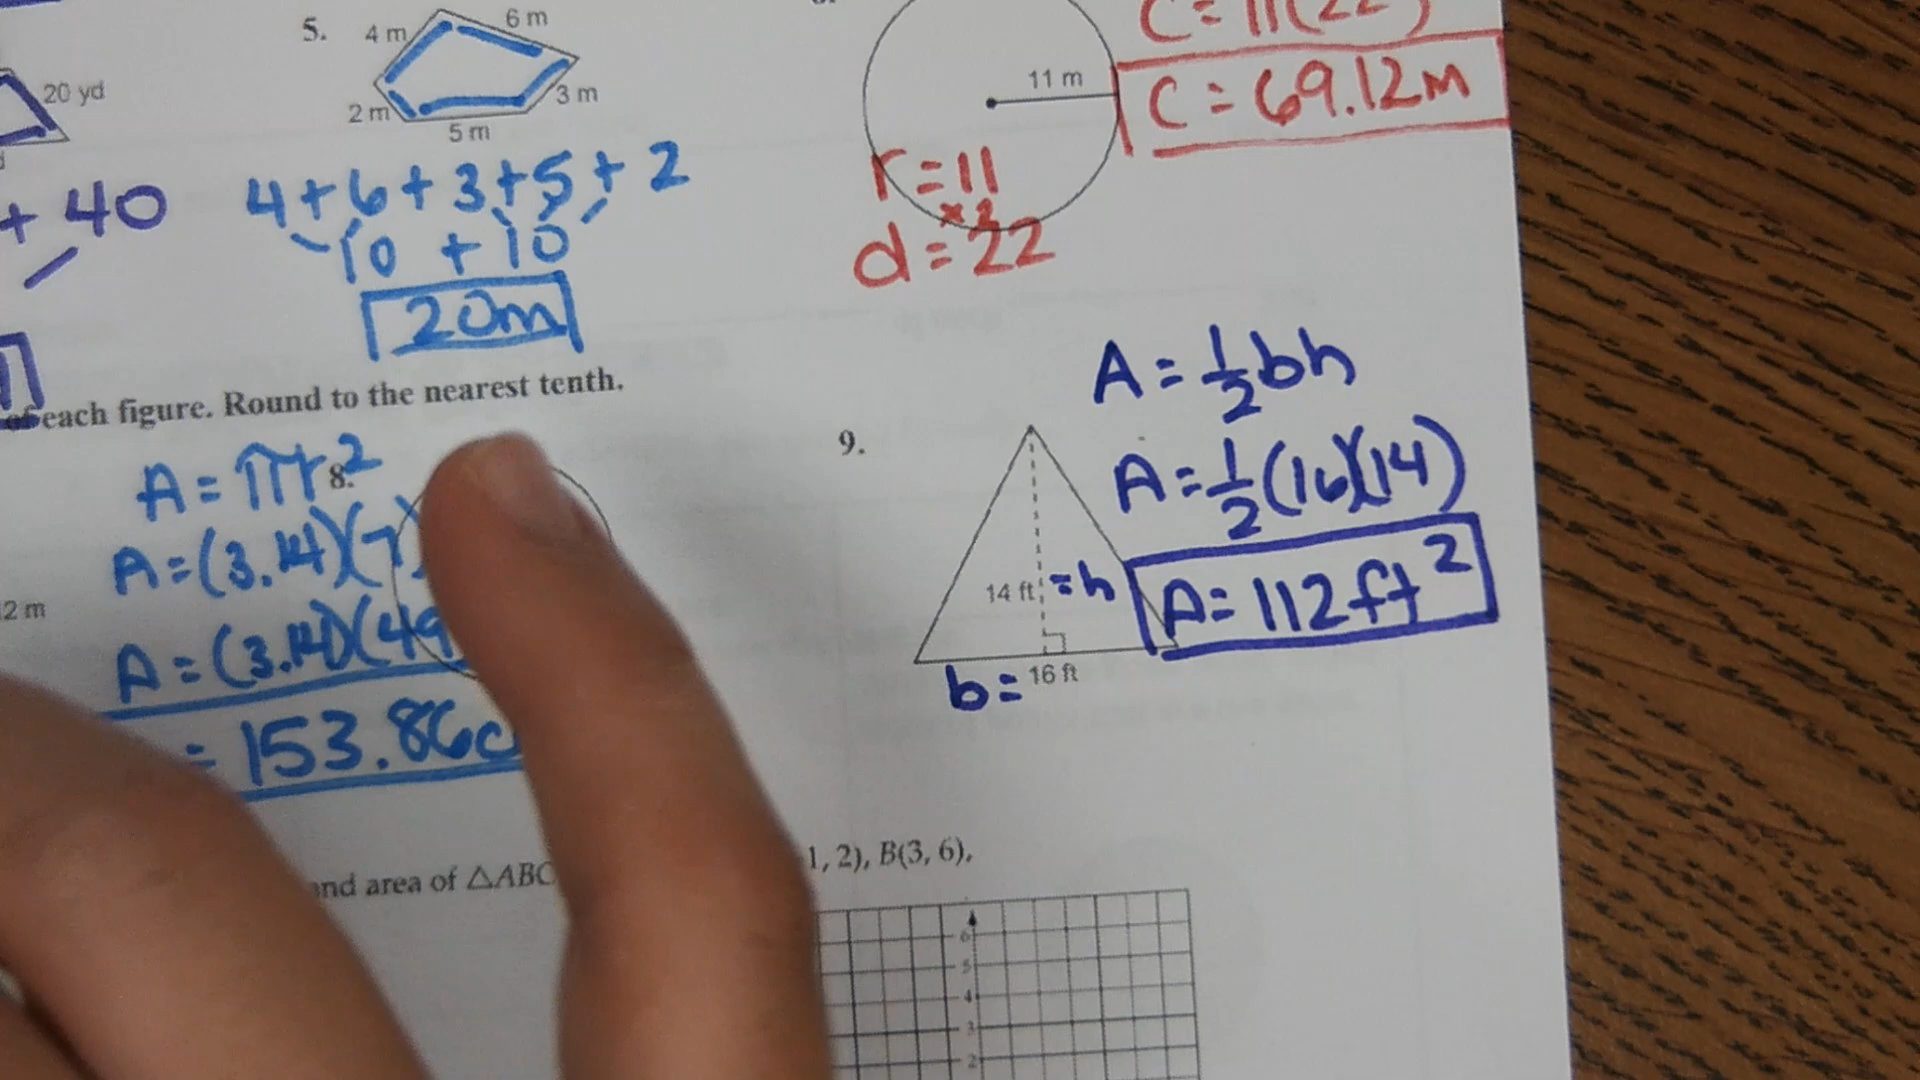 5.
4 m
6 m
20 yd
2 m
3 m
5 m
11 m
C = 69.12m
+ 40
4+6+3+5+2
10 + 10
20m
r = 11
x 2
d = 22
each figure. Round to the nearest tenth.
A = πr²
8.
A = (3.14)(7)
A = (3.14)(49
= 153.86c
2 m
9.
A = ½bh
A = ½(16)(14)
A = 112 ft²
14 ft = h
b = 16 ft
and area of △ABC
1, 2), B(3, 6),
6
5
4
3
2